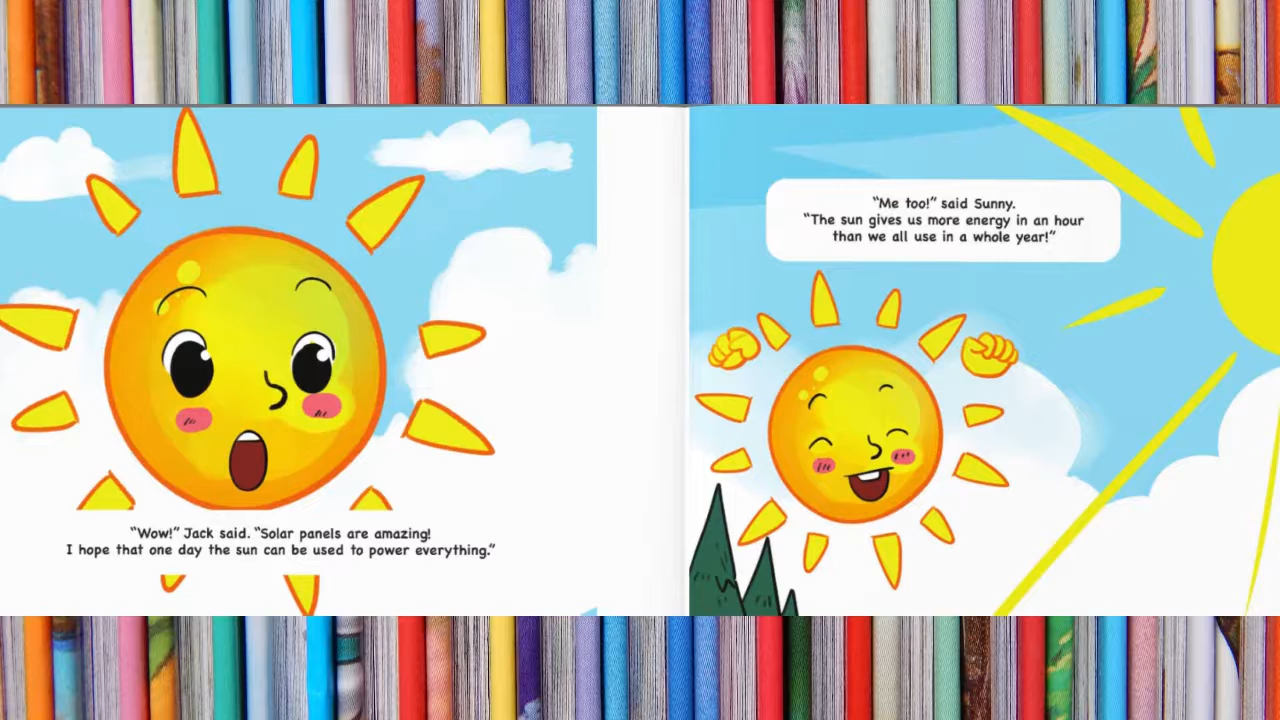 “Wow!” Jack said. “Solar panels are amazing!
I hope that one day the sun can be used to power everything.”
“Me too!” said Sunny.
“The sun gives us more energy in an hour
than we all use in a whole year!”